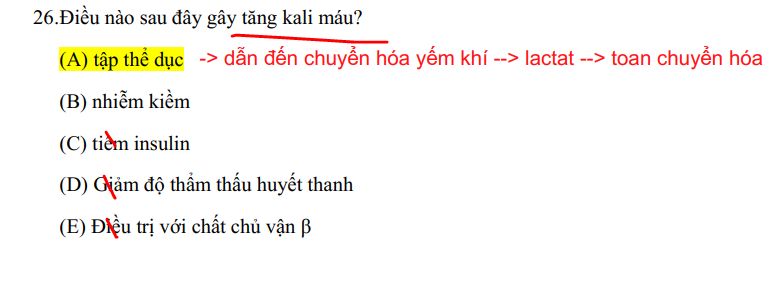 26.Điều nào sau đây gây tăng kali máu?
(A) tập thể dục -> dẫn đến chuyển hóa yếm khí --> lactat --> toan chuyển hóa
(B) nhiễm kiềm
(C) tiêm insulin
(D) Giảm độ thẩm thấu huyết thanh
(E) Điều trị với chất chủ vận β